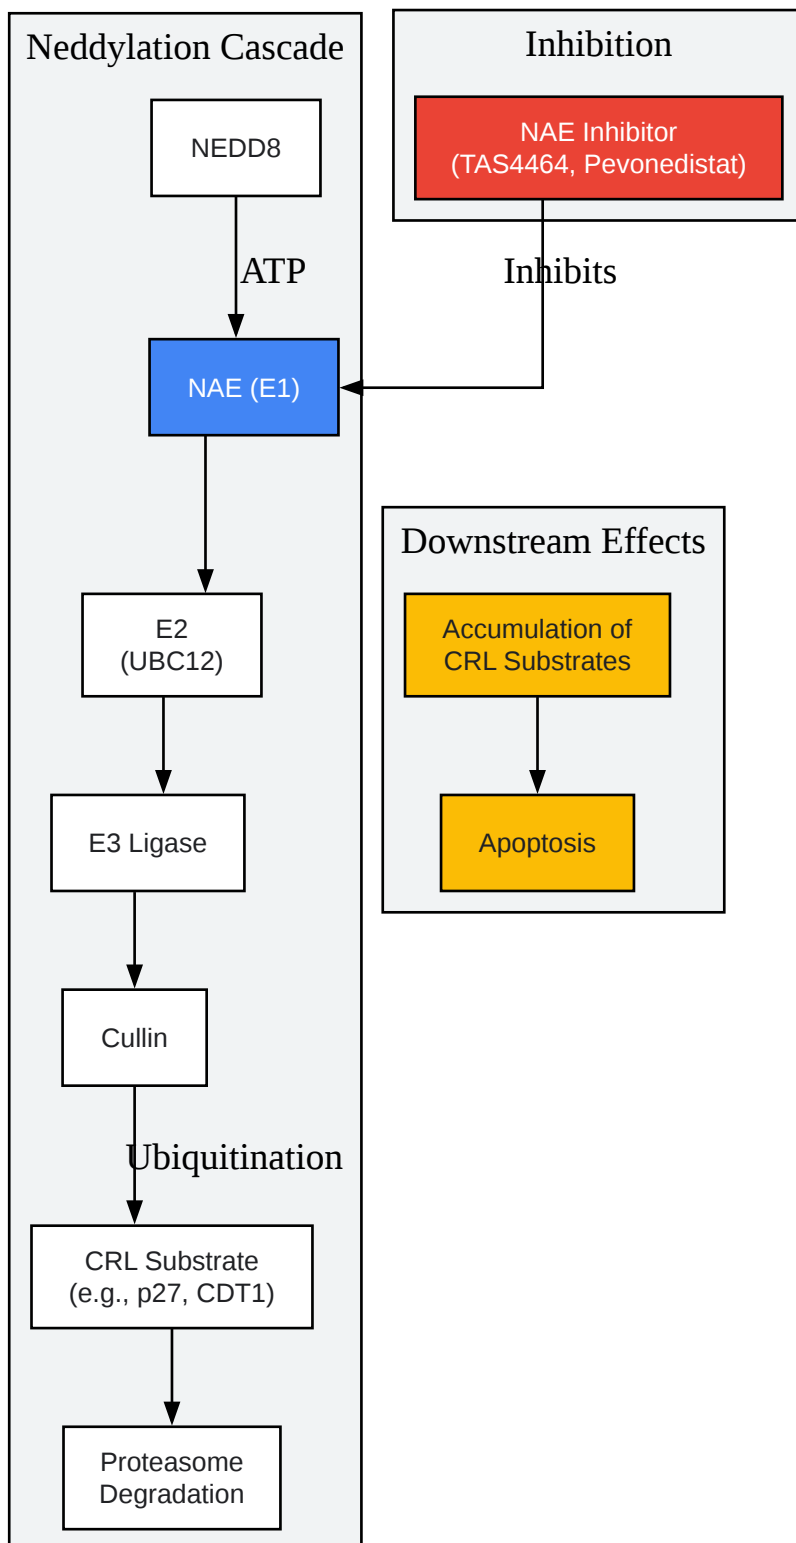 Neddylation Cascade
NEDD8
ATP
NAE (E1)
E2
(UBC12)
E3 Ligase
Cullin
Ubiquitination
CRL Substrate
(e.g., p27, CDT1)
Proteasome
Degradation
Inhibition
NAE Inhibitor
(TAS4464, Pevonedistat)
Inhibits
Downstream Effects
Accumulation of
CRL Substrates
Apoptosis